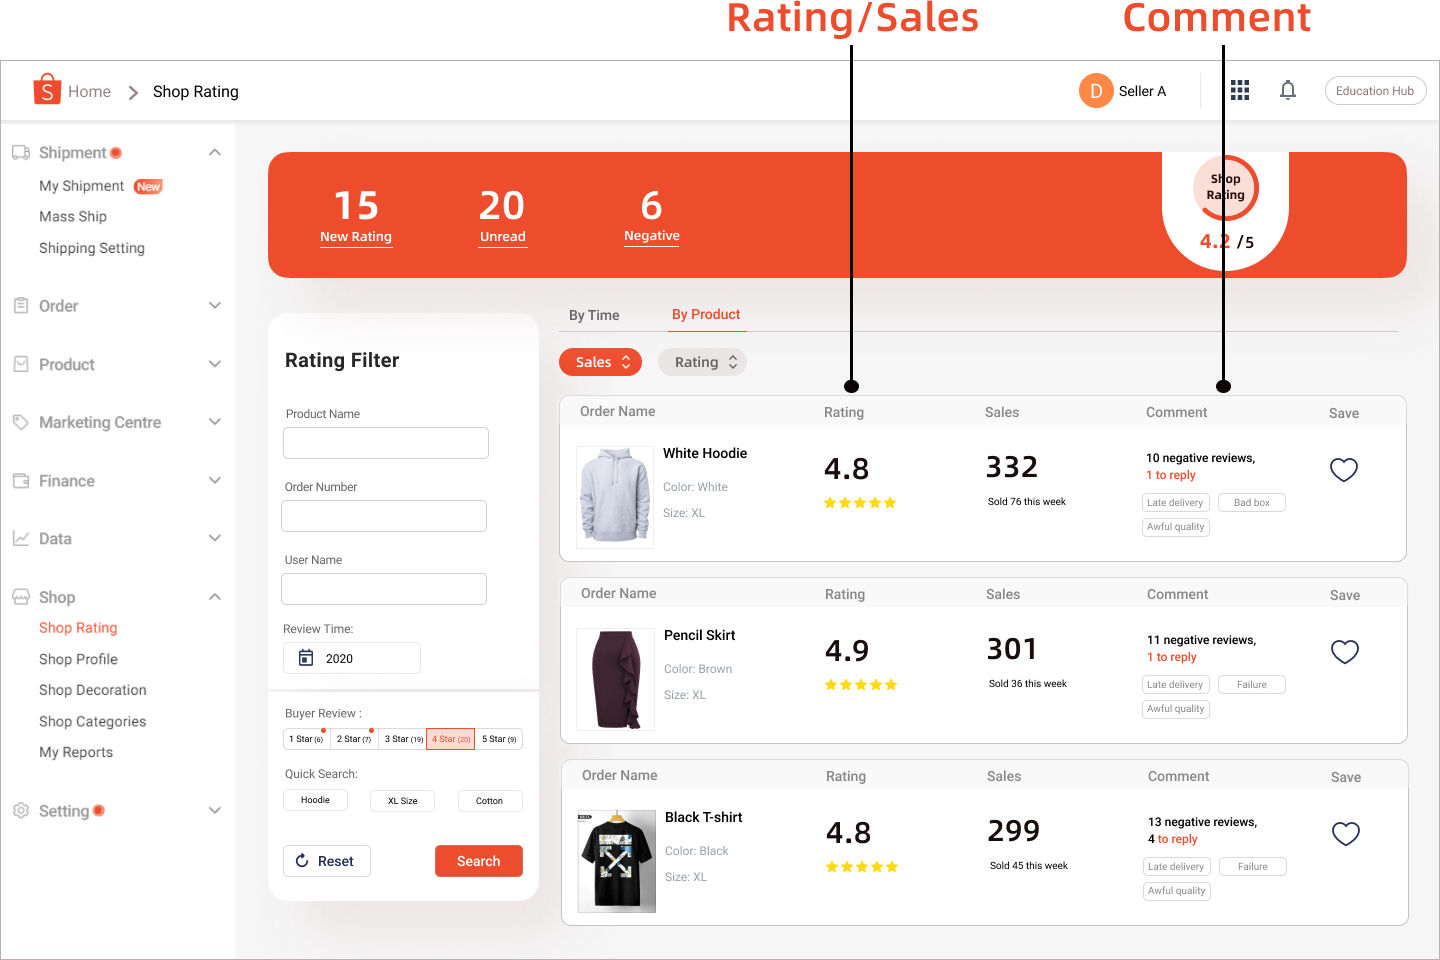 Rating/Sales
Comment
S
Home
Shop Rating
D
Seller A
Education Hub
Shipment
My Shipment
New
Mass Ship
Shipping Setting
Order
Product
Marketing Centre
Finance
Data
Shop
Shop Rating
Shop Profile
Shop Decoration
Shop Categories
My Reports
Setting
15
New Rating
20
Unread
6
Negative
Shop
Rating
4.2 /5
Rating Filter
Product Name
Order Number
User Name
Review Time:
2020
Buyer Review :
1 Star (6)
2 Star (7)
3 Star (19)
4 Star (20)
5 Star (9)
Quick Search:
Hoodie
XL Size
Cotton
Reset
Search
By Time
By Product
Sales
Rating
Order Name
Rating
Sales
Comment
Save
White Hoodie
Color: White
Size: XL
4.8
332
Sold 76 this week
10 negative reviews,
1 to reply
Late delivery
Bad box
Awful quality
Order Name
Rating
Sales
Comment
Save
Pencil Skirt
Color: Brown
Size: XL
4.9
301
Sold 36 this week
11 negative reviews,
1 to reply
Late delivery
Failure
Awful quality
Order Name
Rating
Sales
Comment
Save
Black T-shirt
Color: Black
Size: XL
4.8
299
Sold 45 this week
13 negative reviews,
4 to reply
Late delivery
Failure
Awful quality